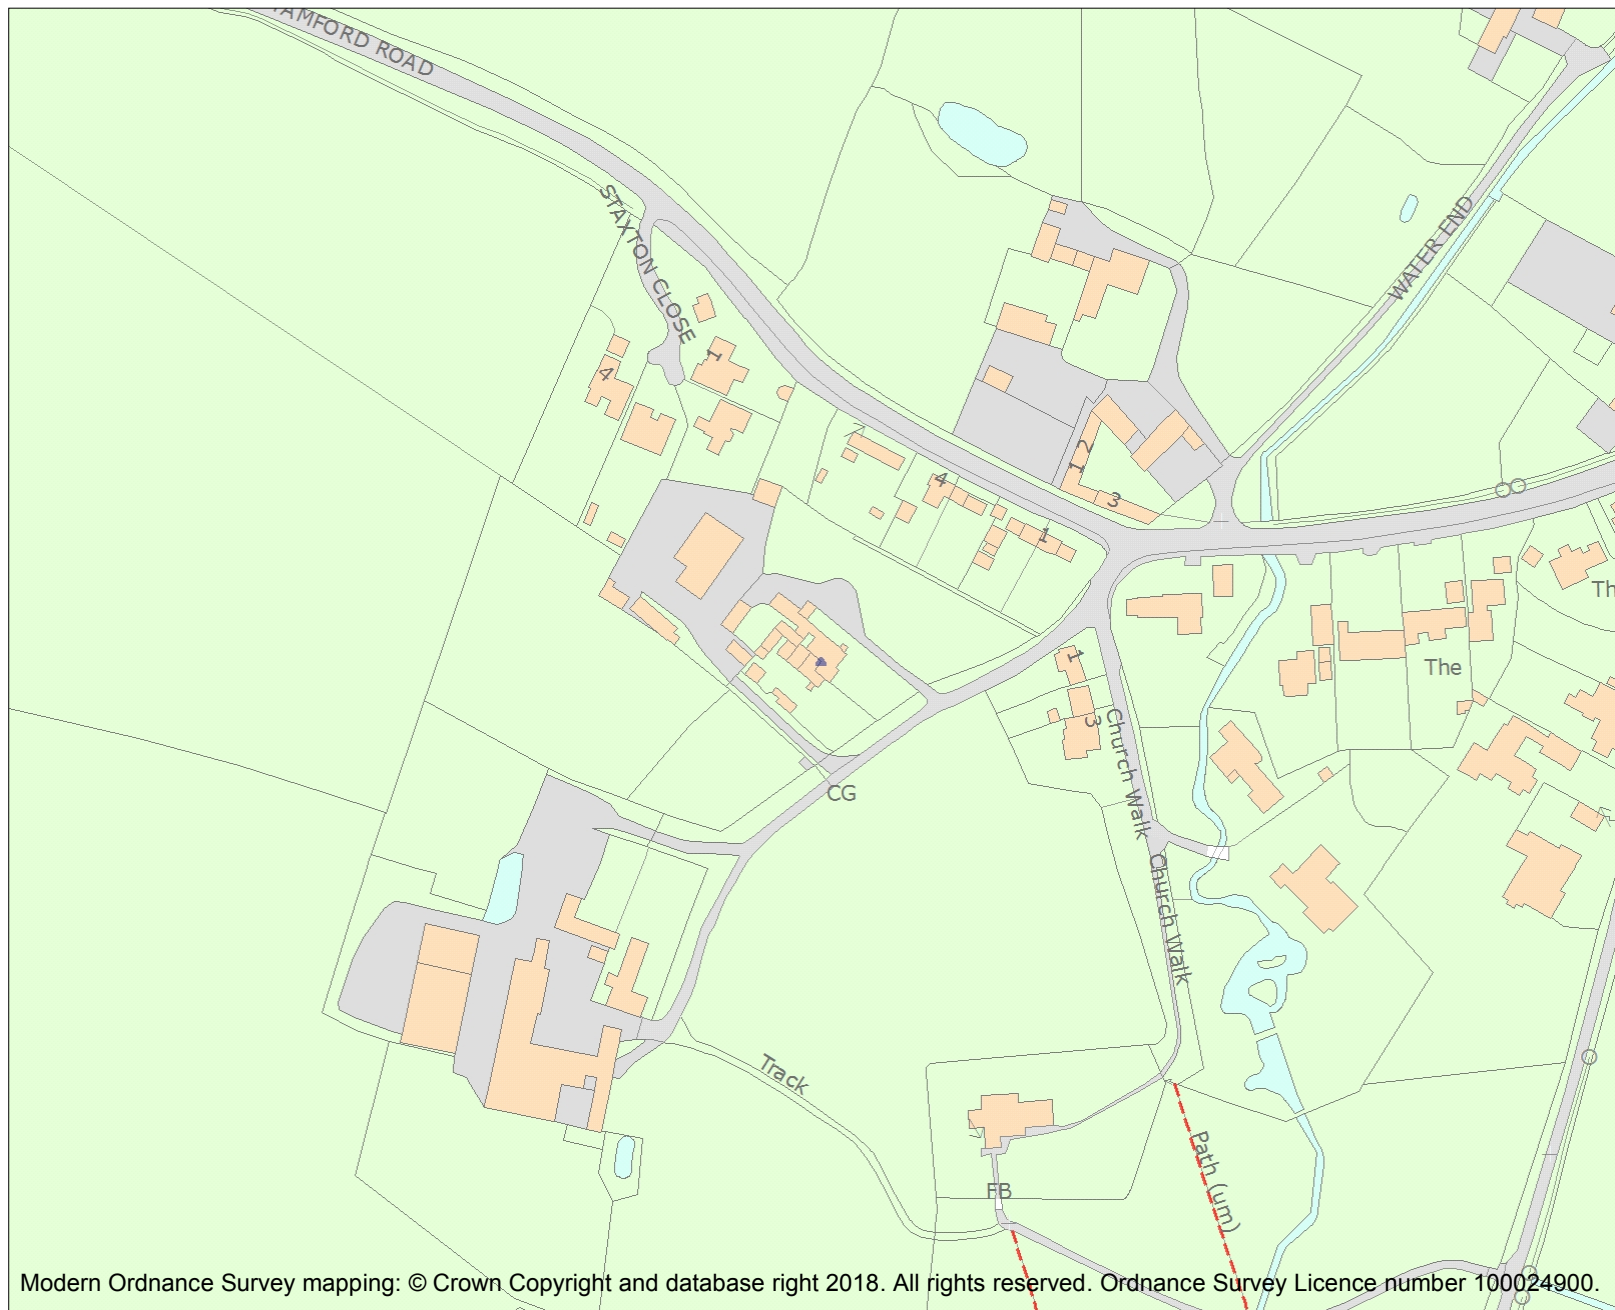 TAMFORD ROAD
STAXTON CLOSE
WATER END
1
4
7
4
1
2
1
3
Th
The
1
3
Church Walk
CG
Church Walk
Track
Path (um)
FB
Modern Ordnance Survey mapping: © Crown Copyright and database right 2018. All rights reserved. Ordnance Survey Licence number 100024900.